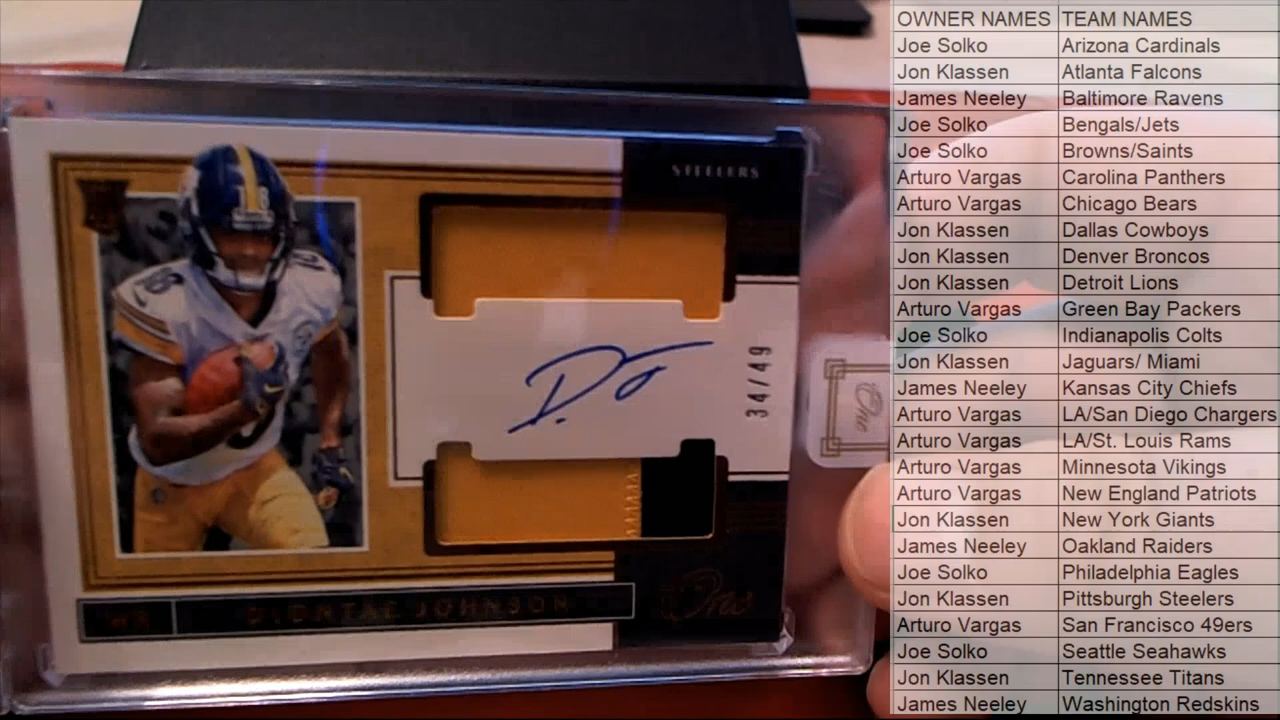 STEELERS
RC
34/49
WR DIONTAE JOHNSON
One
One
OWNER NAMES TEAM NAMES
Joe Solko Arizona Cardinals
Jon Klassen Atlanta Falcons
James Neeley Baltimore Ravens
Joe Solko Bengals/Jets
Joe Solko Browns/Saints
Arturo Vargas Carolina Panthers
Arturo Vargas Chicago Bears
Jon Klassen Dallas Cowboys
Jon Klassen Denver Broncos
Jon Klassen Detroit Lions
Arturo Vargas Green Bay Packers
Joe Solko Indianapolis Colts
Jon Klassen Jaguars/ Miami
James Neeley Kansas City Chiefs
Arturo Vargas LA/San Diego Chargers
Arturo Vargas LA/St. Louis Rams
Arturo Vargas Minnesota Vikings
Arturo Vargas New England Patriots
Jon Klassen New York Giants
James Neeley Oakland Raiders
Joe Solko Philadelphia Eagles
Jon Klassen Pittsburgh Steelers
Arturo Vargas San Francisco 49ers
Joe Solko Seattle Seahawks
Jon Klassen Tennessee Titans
James Neeley Washington Redskins